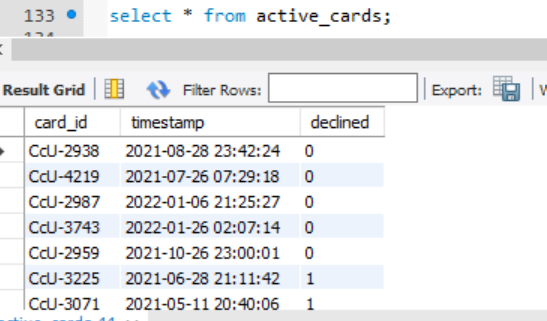 133 select * from active_cards;
Result Grid Filter Rows: Export:
card_id timestamp declined
CcU-2938 2021-08-28 23:42:24 0
CcU-4219 2021-07-26 07:29:18 0
CcU-2987 2022-01-06 21:25:27 0
CcU-3743 2022-01-26 02:07:14 0
CcU-2959 2021-10-26 23:00:01 0
CcU-3225 2021-06-28 21:11:42 1
CcU-3071 2021-05-11 20:40:06 1